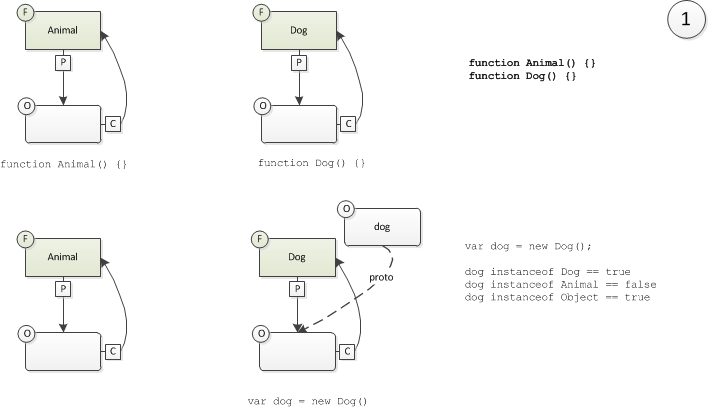 1
F
Animal
P
O
C
function Animal() {}
F
Dog
P
O
C
function Dog() {}
function Animal() {}
function Dog() {}
F
Animal
P
O
C
O
dog
F
Dog
proto
P
O
C
var dog = new Dog()
var dog = new Dog();
dog instanceof Dog == true
dog instanceof Animal == false
dog instanceof Object == true